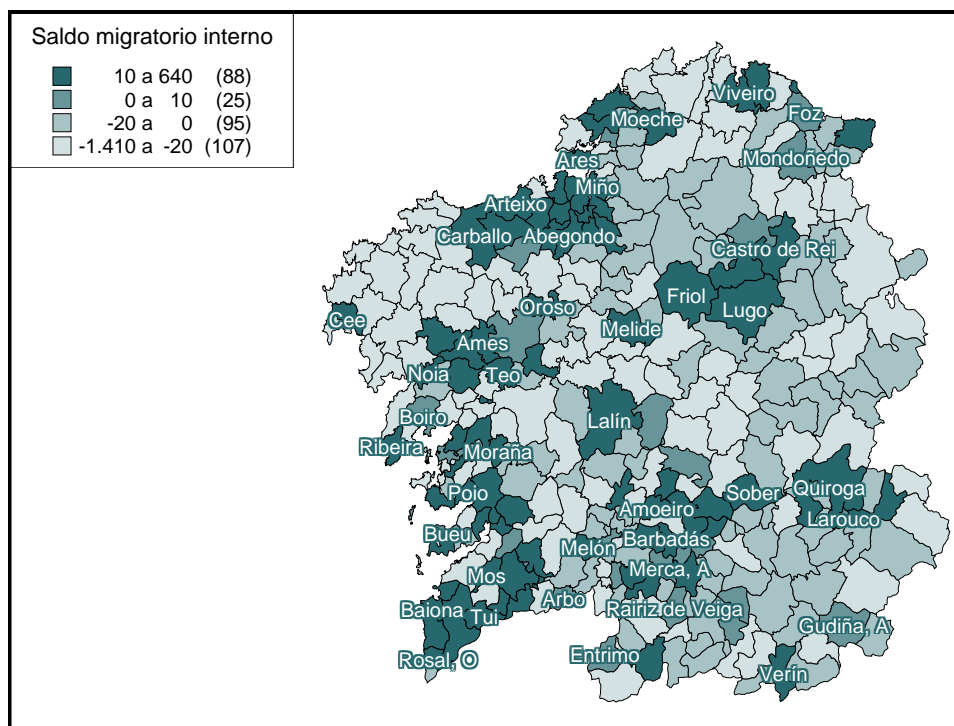 Saldo migratorio interno
10 a 640 (88)
0 a 10 (25)
-20 a 0 (95)
-1.410 a -20 (107)
Viveiro
Moeche
Foz
Ares
Mondoñedo
Miño
Arteixo
Carballo
Abegondo
Castro de Rei
Friol
Oroso
Lugo
Cee
Melide
Ames
Noia
Teo
Boiro
Lalín
Ribeira
Moraña
Poio
Sober
Quiroga
Amoeiro
Larouco
Bueu
Barbadás
Melón
Mos
Merca, A
Arbo
Baiona
Rairiz de Veiga
Tui
Gudiña, A
Rosal, O
Entrimo
Verín